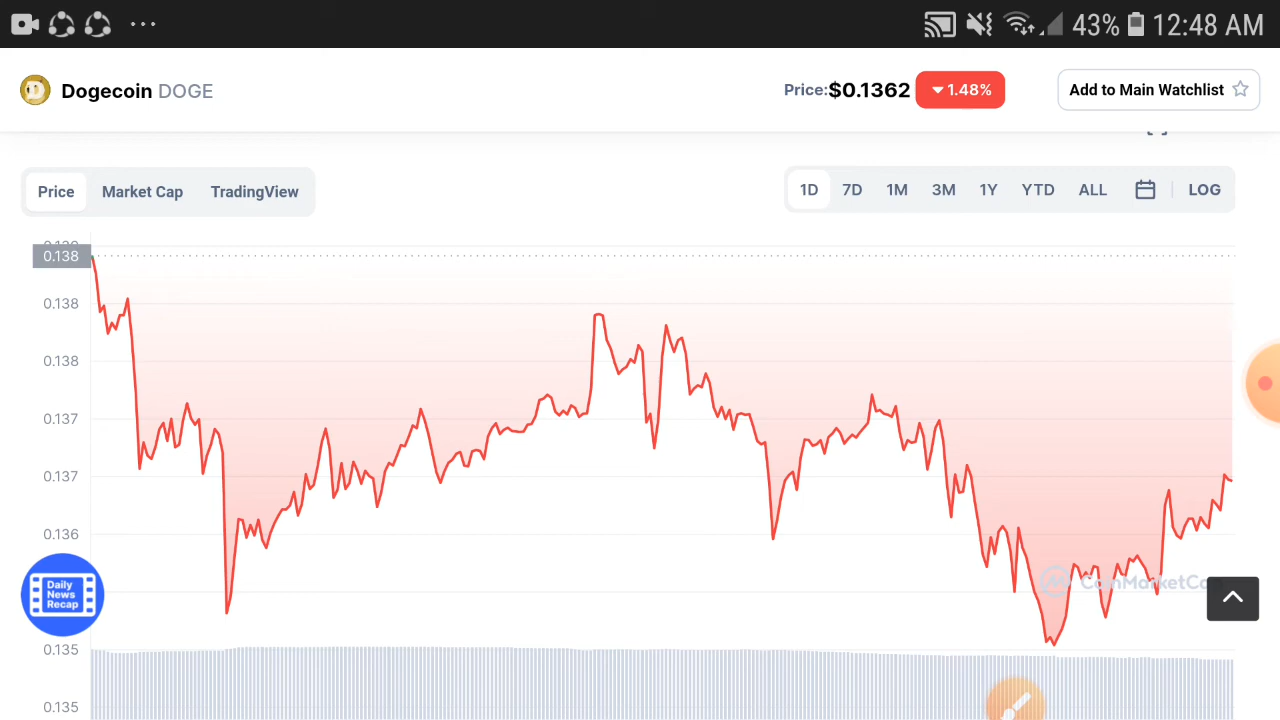 43% 12:48 AM
Dogecoin DOGE
Price:$0.1362 1.48%
Add to Main Watchlist
Price Market Cap TradingView
1D 7D 1M 3M 1Y YTD ALL LOG
0.138
0.138
0.138
0.137
0.137
0.136
Daily
News
Recap
0.135
0.135